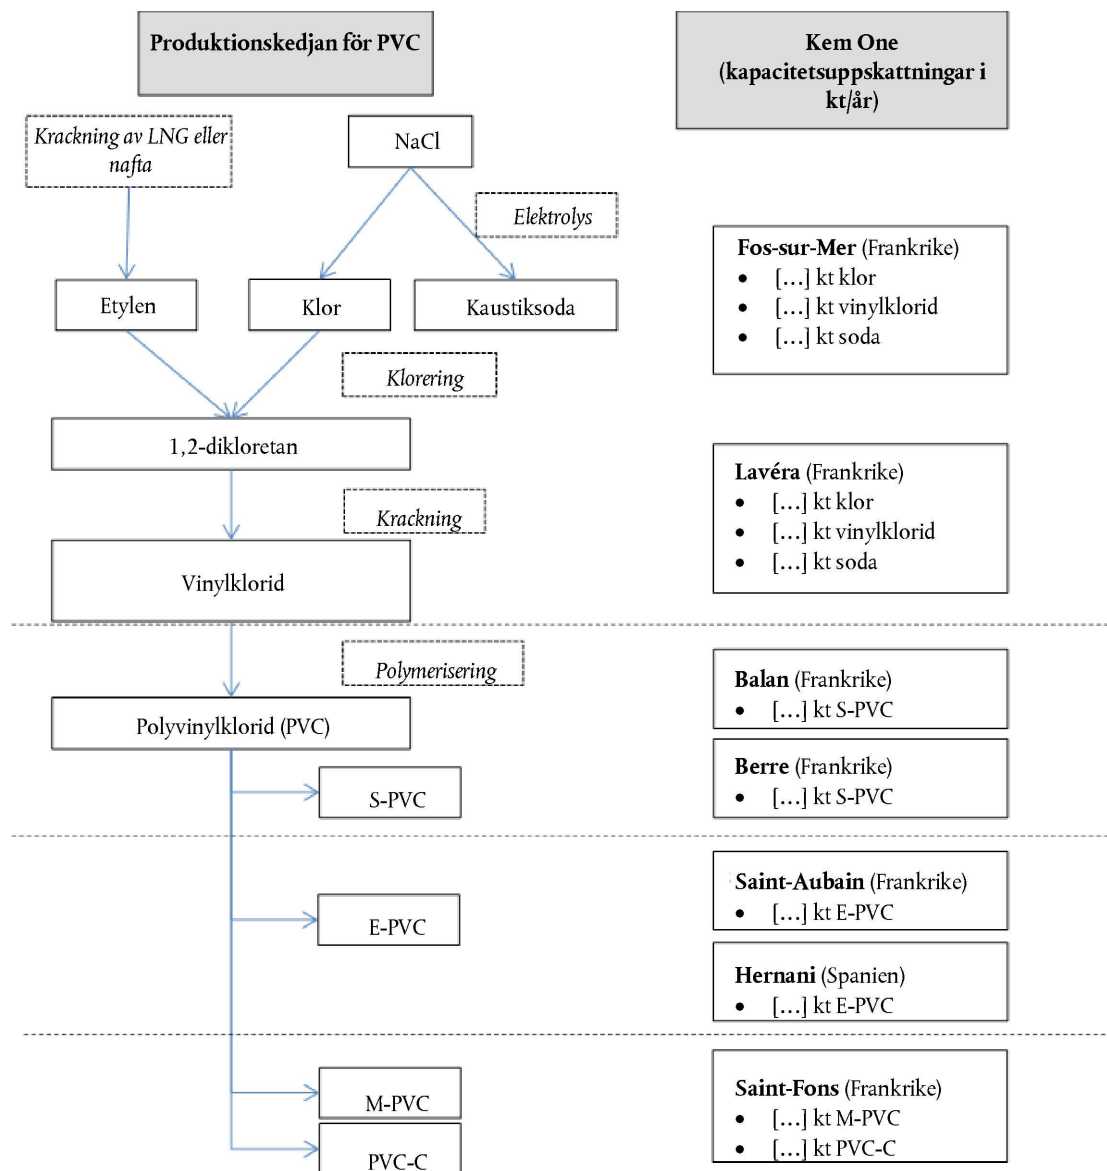 Produktionskedjan för PVC
Kem One
(kapacitetsuppskattningar i
kt/år)
Krackning av LNG eller
nafta
NaCl
Elektrolys
Etylen
Klor
Kaustiksoda
Klorering
1,2-dikloretan
Krackning
Vinylklorid
Polymerisering
Polyvinylklorid (PVC)
S-PVC
E-PVC
M-PVC
PVC-C
Fos-sur-Mer (Frankrike)
• [...] kt klor
• [...] kt vinylklorid
• [...] kt soda
Lavéra (Frankrike)
• [...] kt klor
• [...] kt vinylklorid
• [...] kt soda
Balan (Frankrike)
• [...] kt S-PVC
Berre (Frankrike)
• [...] kt S-PVC
Saint-Aubain (Frankrike)
• [...] kt E-PVC
Hernani (Spanien)
• [...] kt E-PVC
Saint-Fons (Frankrike)
• [...] kt M-PVC
• [...] kt PVC-C